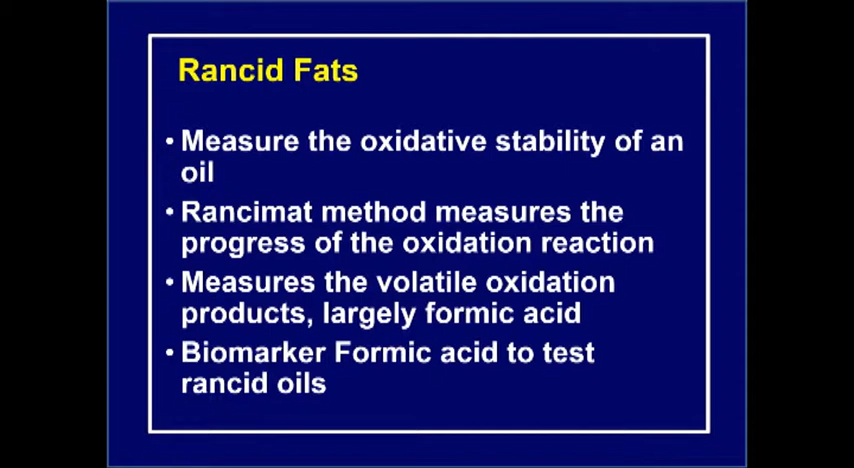 Rancid Fats
• Measure the oxidative stability of an
oil
• Rancimat method measures the
progress of the oxidation reaction
• Measures the volatile oxidation
products, largely formic acid
• Biomarker Formic acid to test
rancid oils